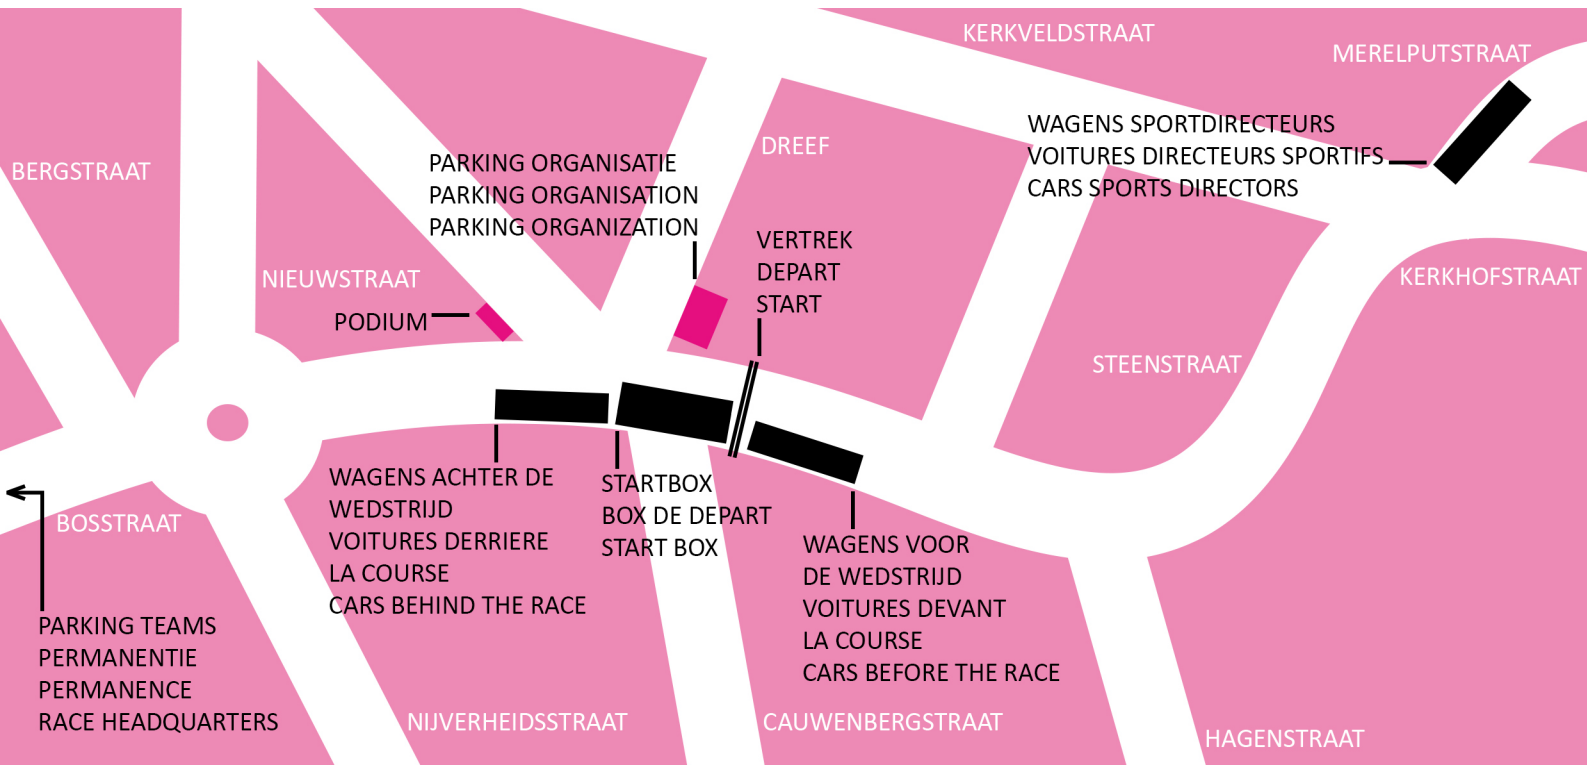 KERKVELDSTRAAT
MERELPUTSTRAAT
BERGSTRAAT
DREEF
WAGENS SPORTDIRECTEURS
VOITURES DIRECTEURS SPORTIFS
CARS SPORTS DIRECTORS
PARKING ORGANISATIE
PARKING ORGANISATION
PARKING ORGANIZATION
VERTREK
DEPART
START
NIEUWSTRAAT
PODIUM
KERKHOFSTRAAT
STEENSTRAAT
WAGENS ACHTER DE
WEDSTRIJD
VOITURES DERRIERE
LA COURSE
CARS BEHIND THE RACE
STARTBOX
BOX DE DEPART
START BOX
WAGENS VOOR
DE WEDSTRIJD
VOITURES DEVANT
LA COURSE
CARS BEFORE THE RACE
BOSSTRAAT
PARKING TEAMS
PERMANENTIE
PERMANENCE
RACE HEADQUARTERS
NIJVERHEIDSSTRAAT
CAUWENBERGSTRAAT
HAGENSTRAAT